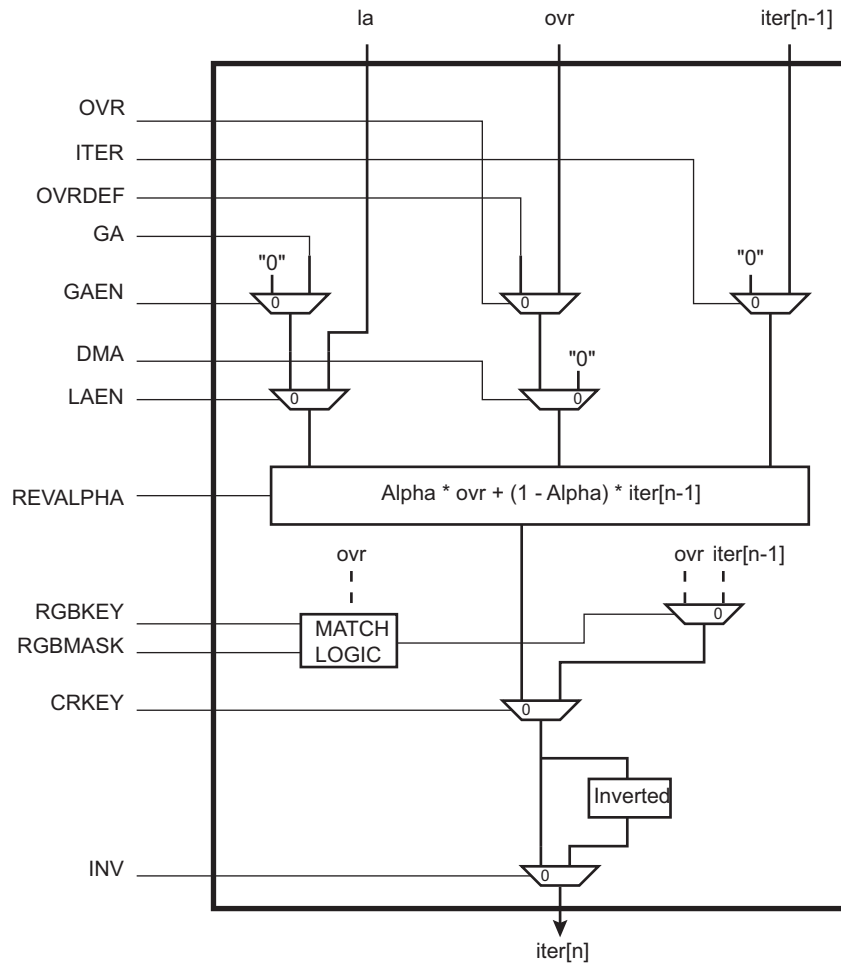 la ovr iter[n-1]
OVR
ITER
OVRDEF
GA
"0"
"0"
GAEN
0
0
0
DMA
"0"
LAEN
0
0
REVALPHA
Alpha * ovr + (1 - Alpha) * iter[n-1]
ovr
ovr iter[n-1]
RGBKEY
RGBMASK
MATCH
LOGIC
0
CRKEY
0
Inverted
INV
0
iter[n]